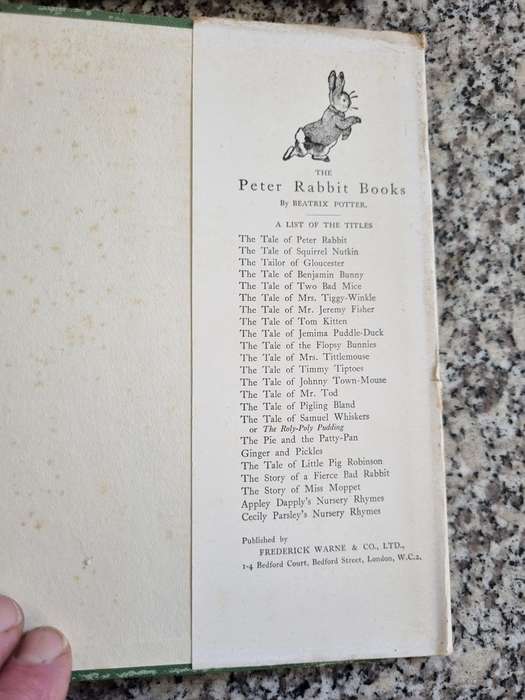 THE
Peter Rabbit Books
By BEATRIX POTTER.
A LIST OF THE TITLES
The Tale of Peter Rabbit
The Tale of Squirrel Nutkin
The Tailor of Gloucester
The Tale of Benjamin Bunny
The Tale of Two Bad Mice
The Tale of Mrs. Tiggy-Winkle
The Tale of Mr. Jeremy Fisher
The Tale of Tom Kitten
The Tale of Jemima Puddle-Duck
The Tale of the Flopsy Bunnies
The Tale of Mrs. Tittlemouse
The Tale of Timmy Tiptoes
The Tale of Johnny Town-Mouse
The Tale of Mr. Tod
The Tale of Pigling Bland
The Tale of Samuel Whiskers
or The Roly-Poly Pudding
The Pie and the Patty-Pan
Ginger and Pickles
The Tale of Little Pig Robinson
The Story of a Fierce Bad Rabbit
The Story of Miss Moppet
Appley Dapply's Nursery Rhymes
Cecily Parsley's Nursery Rhymes
Published by
FREDERICK WARNE & CO., LTD.,
1-4 Bedford Court, Bedford Street, London, W.C.2.